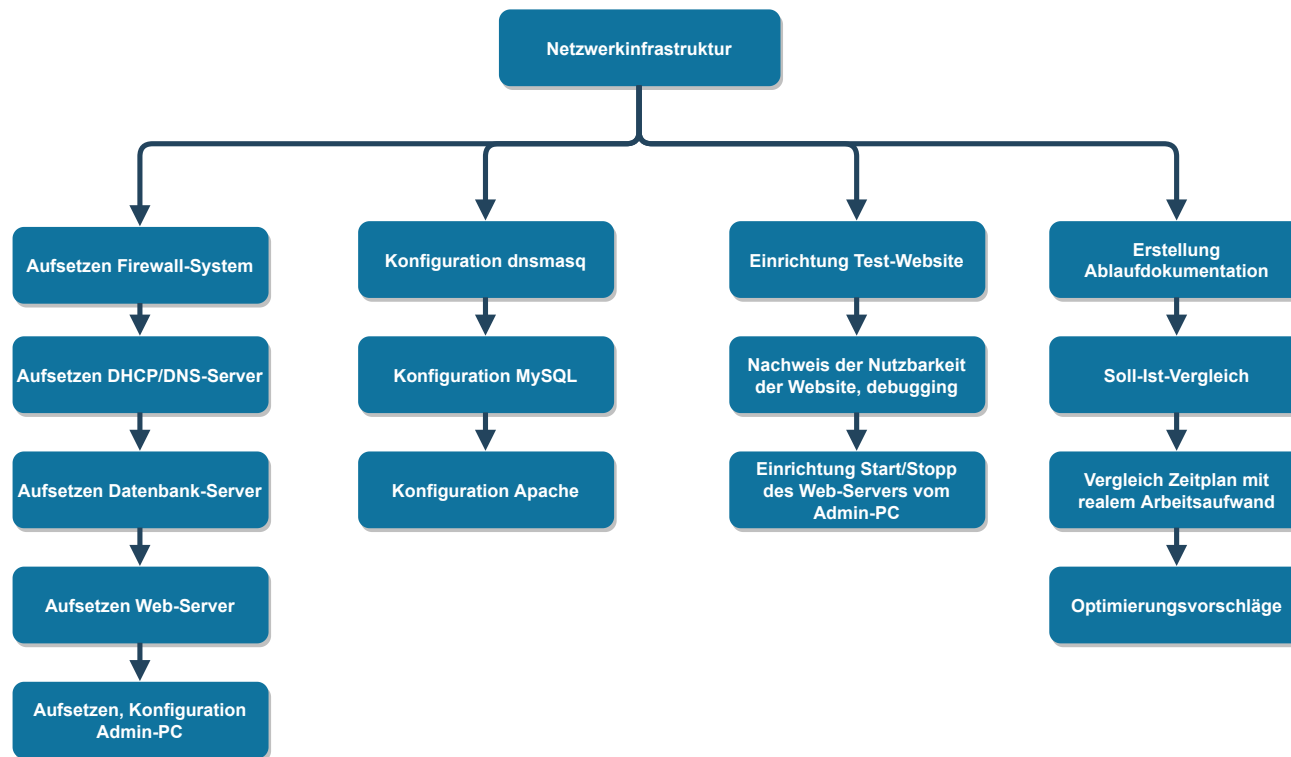 Netzwerkinfrastruktur
Aufsetzen Firewall-System
Aufsetzen DHCP/DNS-Server
Aufsetzen Datenbank-Server
Aufsetzen Web-Server
Aufsetzen, Konfiguration
Admin-PC
Konfiguration dnsmasq
Konfiguration MySQL
Konfiguration Apache
Einrichtung Test-Website
Nachweis der Nutzbarkeit
der Website, debugging
Einrichtung Start/Stopp
des Web-Servers vom
Admin-PC
Erstellung
Ablaufdokumentation
Soll-Ist-Vergleich
Vergleich Zeitplan mit
realem Arbeitsaufwand
Optimierungsvorschläge